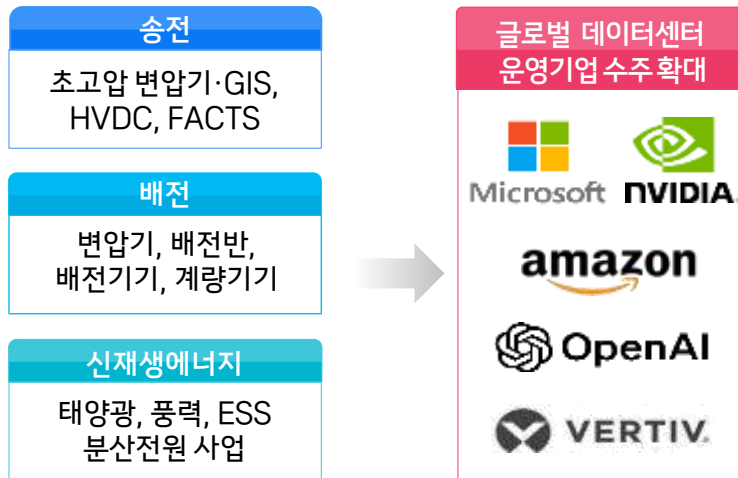 송전
초고압 변압기·GIS,
HVDC, FACTS
배전
변압기, 배전반,
배전기기, 계량기기
신재생에너지
태양광, 풍력, ESS
분산전원 사업
글로벌 데이터센터
운영기업 수주 확대
Microsoft
NVIDIA.
amazon
OpenAI
VERTIV.